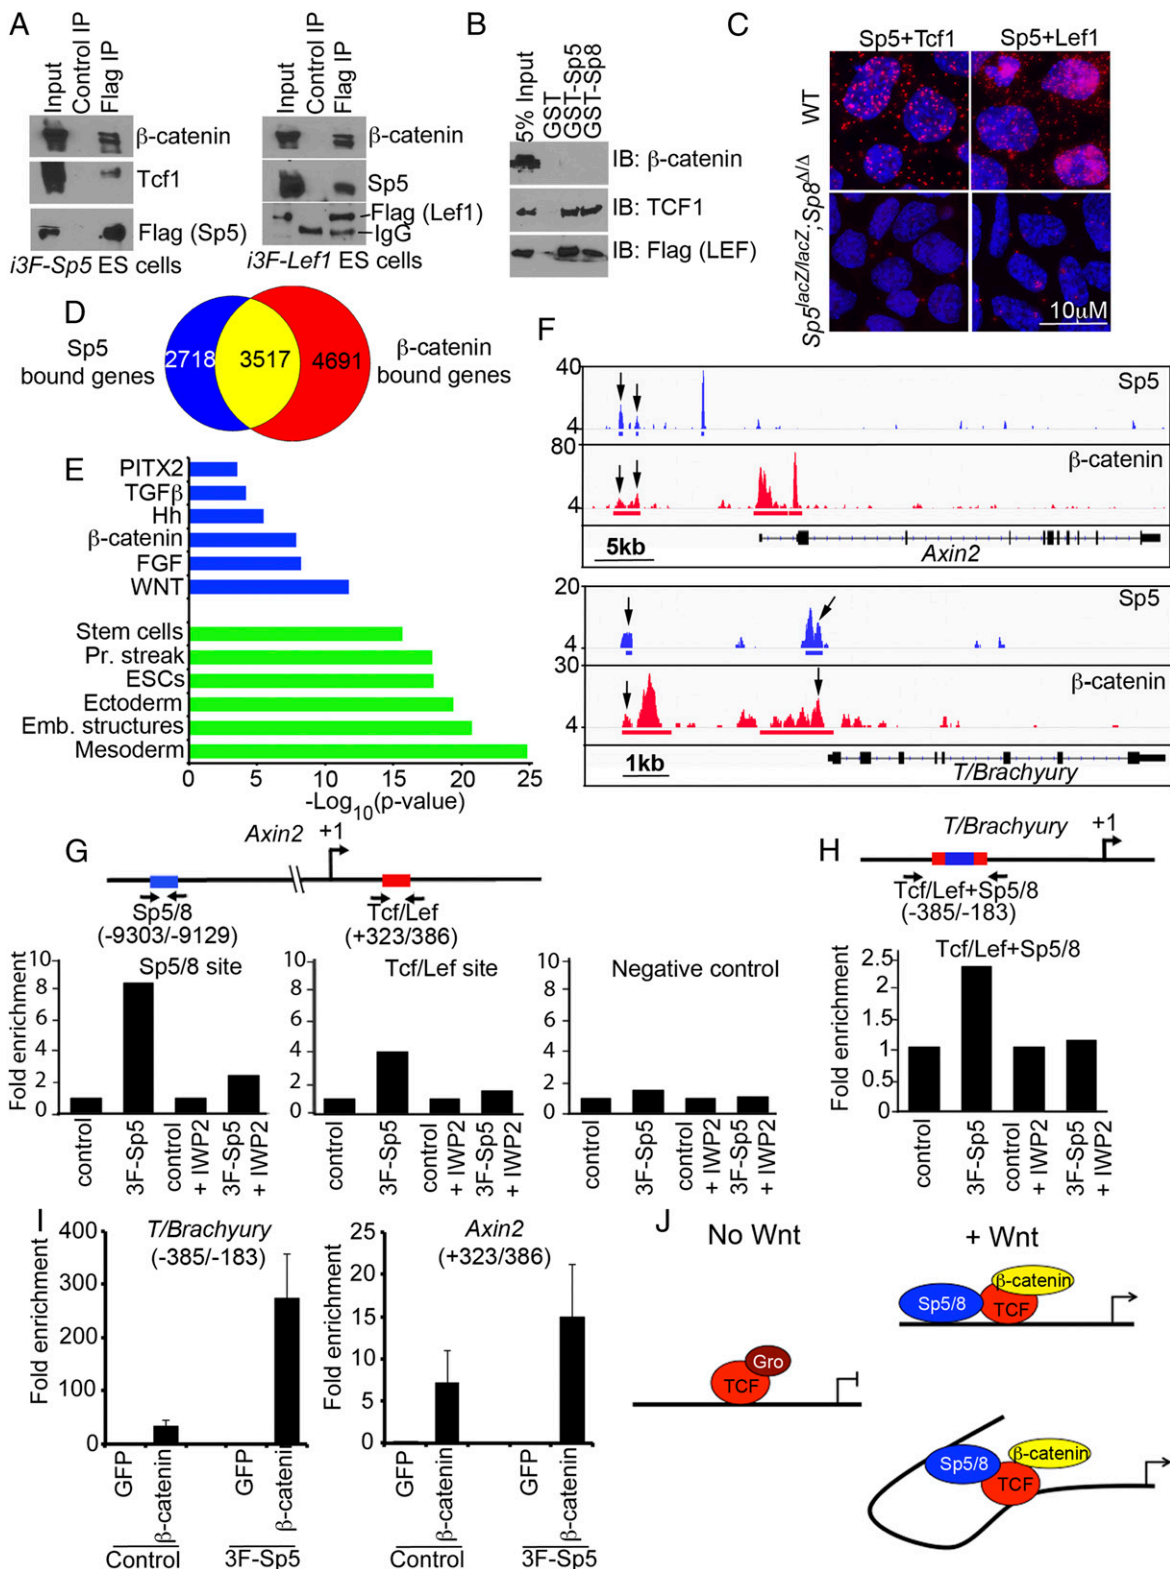 A
Input
Control IP
Flag IP
β-catenin
Tcf1
Flag (Sp5)
i3F-Sp5 ES cells
Input
Control IP
Flag IP
β-catenin
Sp5
Flag (Lef1)
IgG
i3F-Lef1 ES cells
B
5% Input
GST
GST-Sp5
GST-Sp8
IB: β-catenin
IB: TCF1
IB: Flag (LEF)
C
Sp5+Tcf1
Sp5+Lef1
WT
Sp5lacZ/lacZ;Sp8Δ/Δ
10μM
D
Sp5
bound genes
2718
3517
4691
β-catenin
bound genes
E
PITX2
TGFβ
Hh
β-catenin
FGF
WNT
Stem cells
Pr. streak
ESCs
Ectoderm
Emb. structures
Mesoderm
0 5 10 15 20 25
-Log10(p-value)
F
40
4
Sp5
80
4
β-catenin
5kb
Axin2
20
4
Sp5
30
4
β-catenin
1kb
T/Brachyury
G
Axin2
+1
Sp5/8
(-9303/-9129)
Tcf/Lef
(+323/386)
Fold enrichment
10
8
6
4
2
0
Sp5/8 site
control
3F-Sp5
control
+ IWP2
3F-Sp5
+ IWP2
10
8
6
4
2
0
Tcf/Lef site
control
3F-Sp5
control
+ IWP2
3F-Sp5
+ IWP2
10
8
6
4
2
0
Negative control
control
3F-Sp5
control
+ IWP2
3F-Sp5
+ IWP2
H
T/Brachyury
+1
Tcf/Lef+Sp5/8
(-385/-183)
Tcf/Lef+Sp5/8
Fold enrichment
2.5
2
1.5
1
0.5
0
control
3F-Sp5
control
+ IWP2
3F-Sp5
+ IWP2
I
T/Brachyury
(-385/-183)
Fold enrichment
400
300
200
100
0
GFP
β-catenin
GFP
β-catenin
Control
3F-Sp5
Axin2
(+323/386)
Fold enrichment
25
20
15
10
5
0
GFP
β-catenin
GFP
β-catenin
Control
3F-Sp5
J
No Wnt
+ Wnt
Gro
TCF
β-catenin
Sp5/8
TCF
β-catenin
Sp5/8
TCF